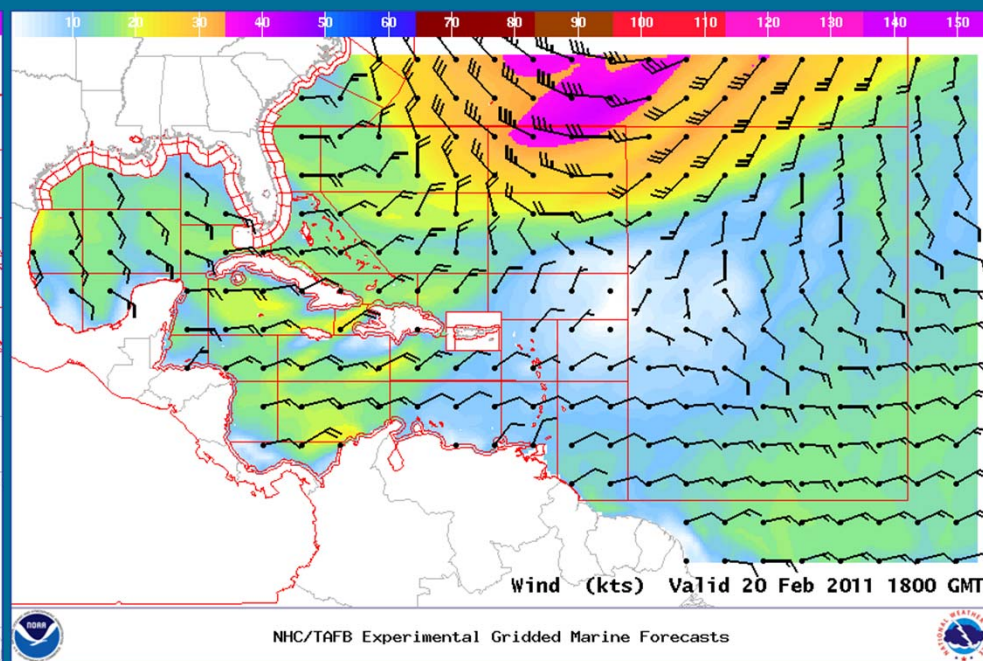 10 20 30 40 50 60 70 80 90 100 110 120 130 140 150
Wind (kts) Valid 20 Feb 2011 1800 GMT
NHC/TAFB Experimental Gridded Marine Forecasts
NOAA